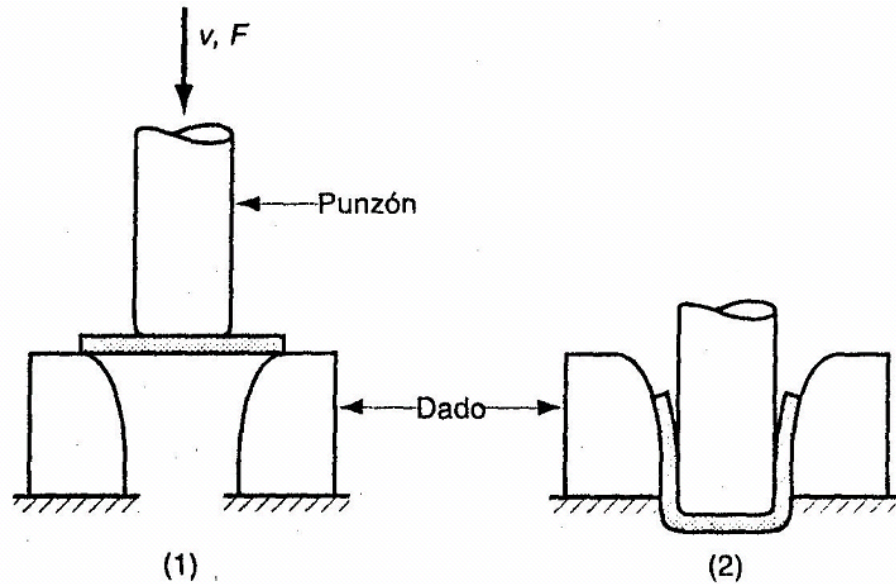 v, F
Punzón
Dado
(1)
(2)